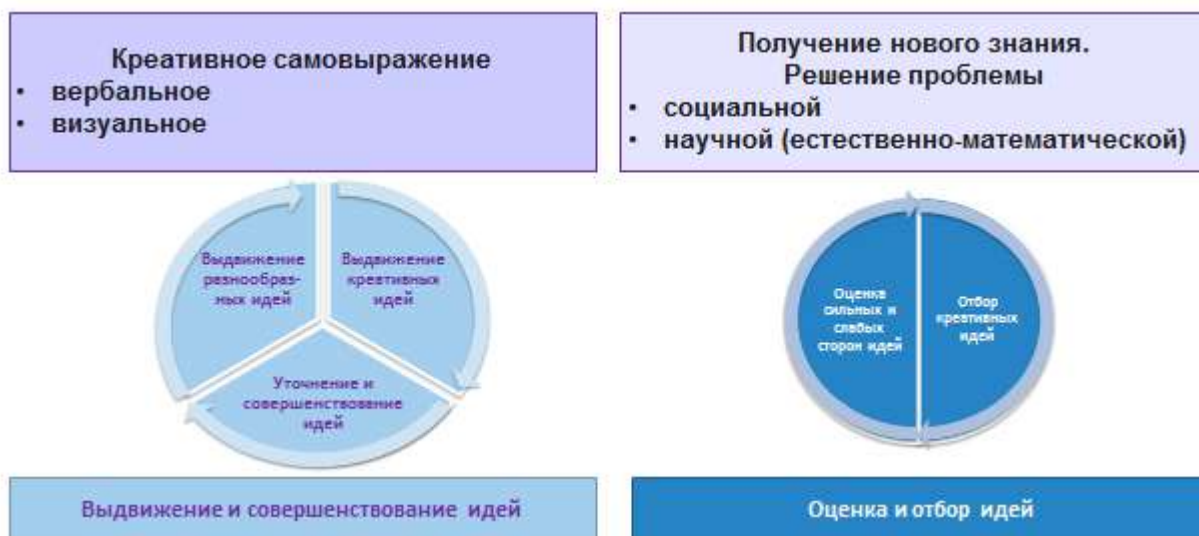 Креативное самовыражение
• вербальное
• визуальное
Получение нового знания.
Решение проблемы
• социальной
• научной (естественно-математической)
Выдвижение
разнообраз-
ных идей
Выдвижение
креативных
идей
Уточнение и
совершенствование
идей
Оценка
сильных и
слабых
сторон идей
Отбор
креативных
идей
Выдвижение и совершенствование идей
Оценка и отбор идей